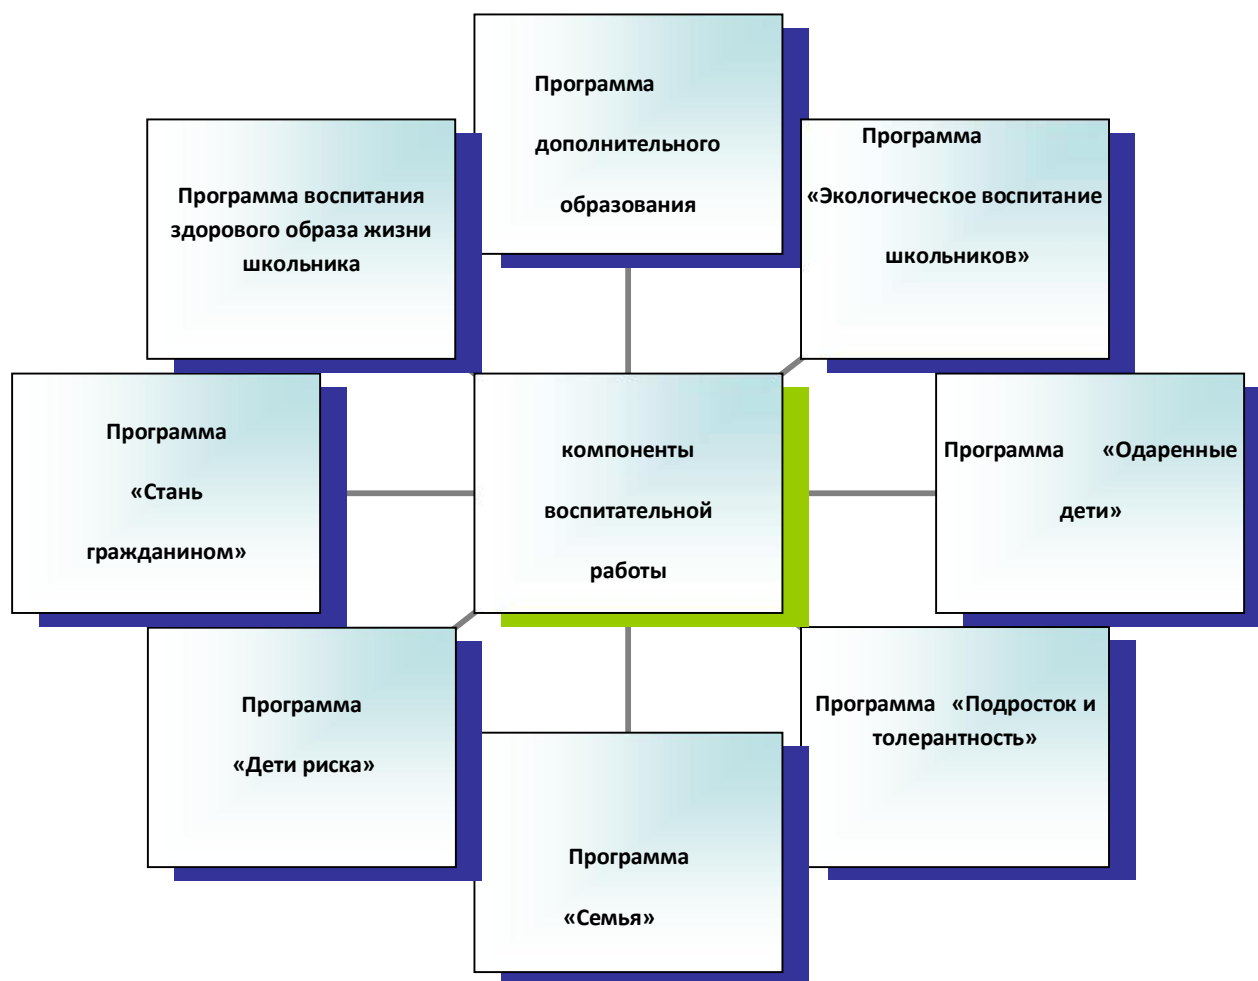 Программа
дополнительного
образования
Программа
«Экологическое воспитание
школьников»
Программа воспитания
здорового образа жизни
школьника
Программа
«Стань
гражданином»
компоненты
воспитательной
работы
Программа «Одаренные
дети»
Программа
«Дети риска»
Программа «Подросток и
толерантность»
Программа
«Семья»